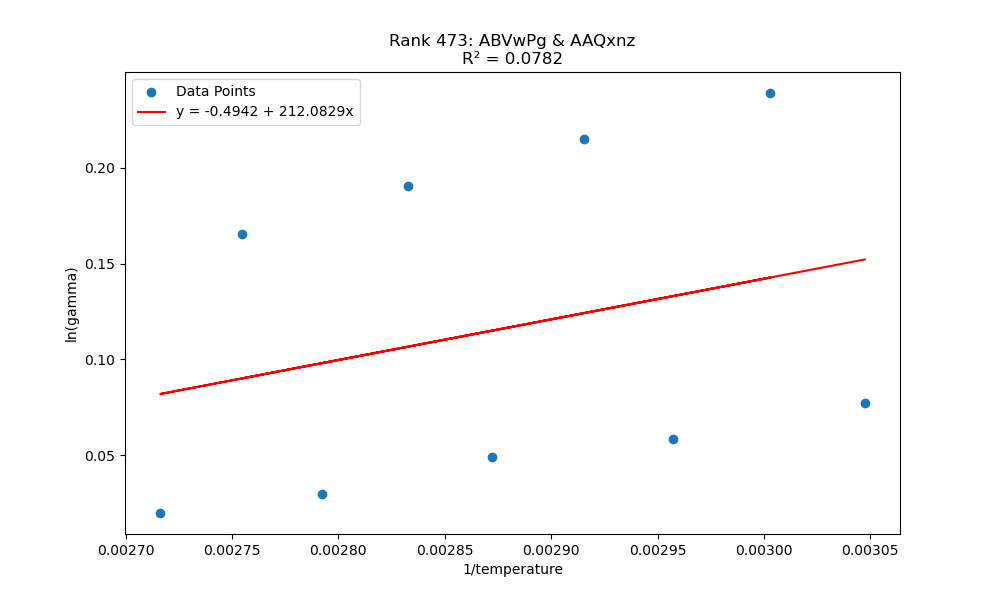 Rank 473: ABVwPg & AAQxnz
R² = 0.0782
Data Points
y = -0.4942 + 212.0829x
0.20
0.15
0.10
0.05
ln(gamma)
0.00270 0.00275 0.00280 0.00285 0.00290 0.00295 0.00300 0.00305
1/temperature